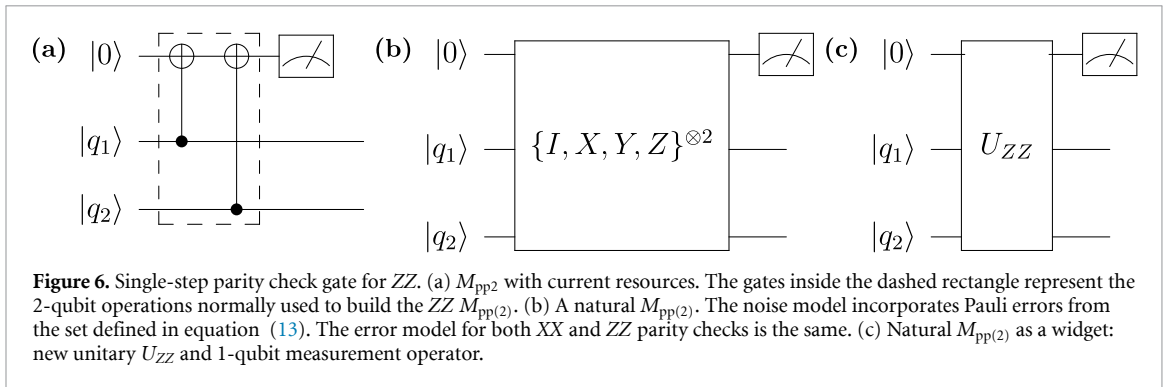 (a) |0⟩ (b) |0⟩ (c) |0⟩
|q₁⟩ |q₁⟩ {I, X, Y, Z}⊗2 |q₁⟩ U_ZZ
|q₂⟩ |q₂⟩ |q₂⟩
Figure 6. Single-step parity check gate for ZZ. (a) Mpp2 with current resources. The gates inside the dashed rectangle represent the
2-qubit operations normally used to build the ZZ Mpp(2). (b) A natural Mpp(2). The noise model incorporates Pauli errors from
the set defined in equation (13). The error model for both XX and ZZ parity checks is the same. (c) Natural Mpp(2) as a widget:
new unitary UZZ and 1-qubit measurement operator.